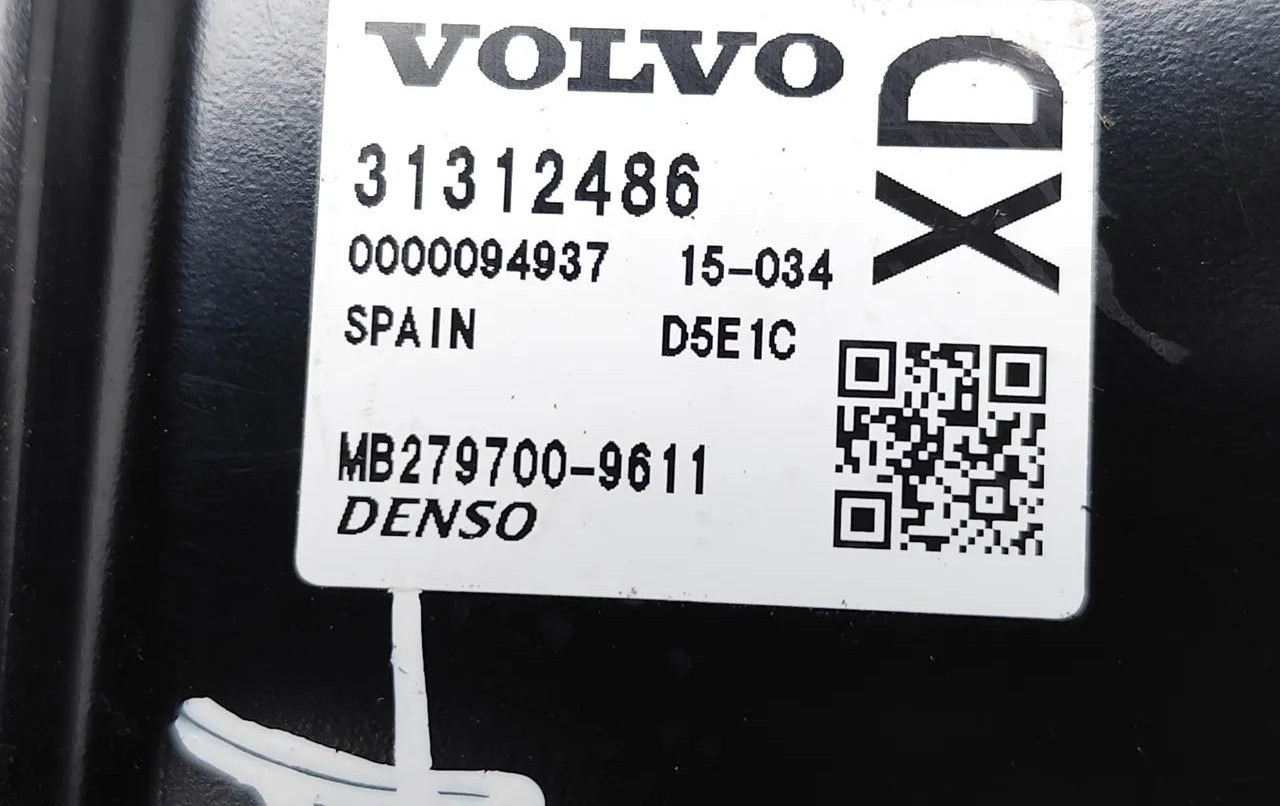 VOLVO
XD
31312486
0000094937 15-034
SPAIN D5E1C
MB279700-9611
DENSO